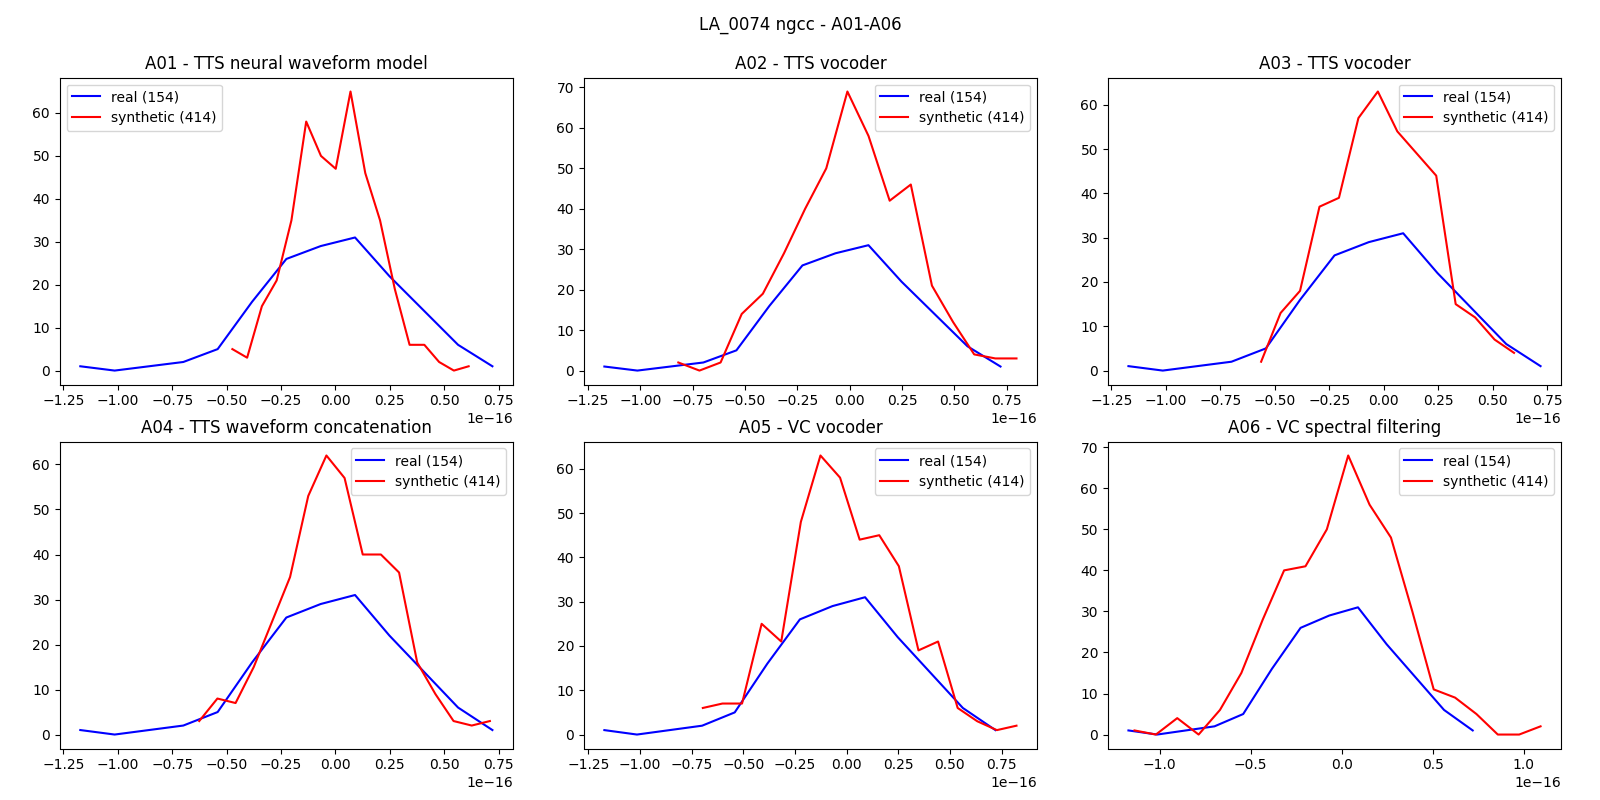 LA_0074 ngcc - A01-A06
A01 - TTS neural waveform model
real (154)
synthetic (414)
60
50
40
30
20
10
0
−1.25 −1.00 −0.75 −0.50 −0.25 0.00 0.25 0.50 0.75
1e−16
A02 - TTS vocoder
real (154)
synthetic (414)
70
60
50
40
30
20
10
0
−1.25 −1.00 −0.75 −0.50 −0.25 0.00 0.25 0.50 0.75
1e−16
A03 - TTS vocoder
real (154)
synthetic (414)
60
50
40
30
20
10
0
−1.25 −1.00 −0.75 −0.50 −0.25 0.00 0.25 0.50 0.75
1e−16
A04 - TTS waveform concatenation
real (154)
synthetic (414)
60
50
40
30
20
10
0
−1.25 −1.00 −0.75 −0.50 −0.25 0.00 0.25 0.50 0.75
1e−16
A05 - VC vocoder
real (154)
synthetic (414)
60
50
40
30
20
10
0
−1.25 −1.00 −0.75 −0.50 −0.25 0.00 0.25 0.50 0.75
1e−16
A06 - VC spectral filtering
real (154)
synthetic (414)
70
60
50
40
30
20
10
0
−1.0 −0.5 0.0 0.5 1.0
1e−16